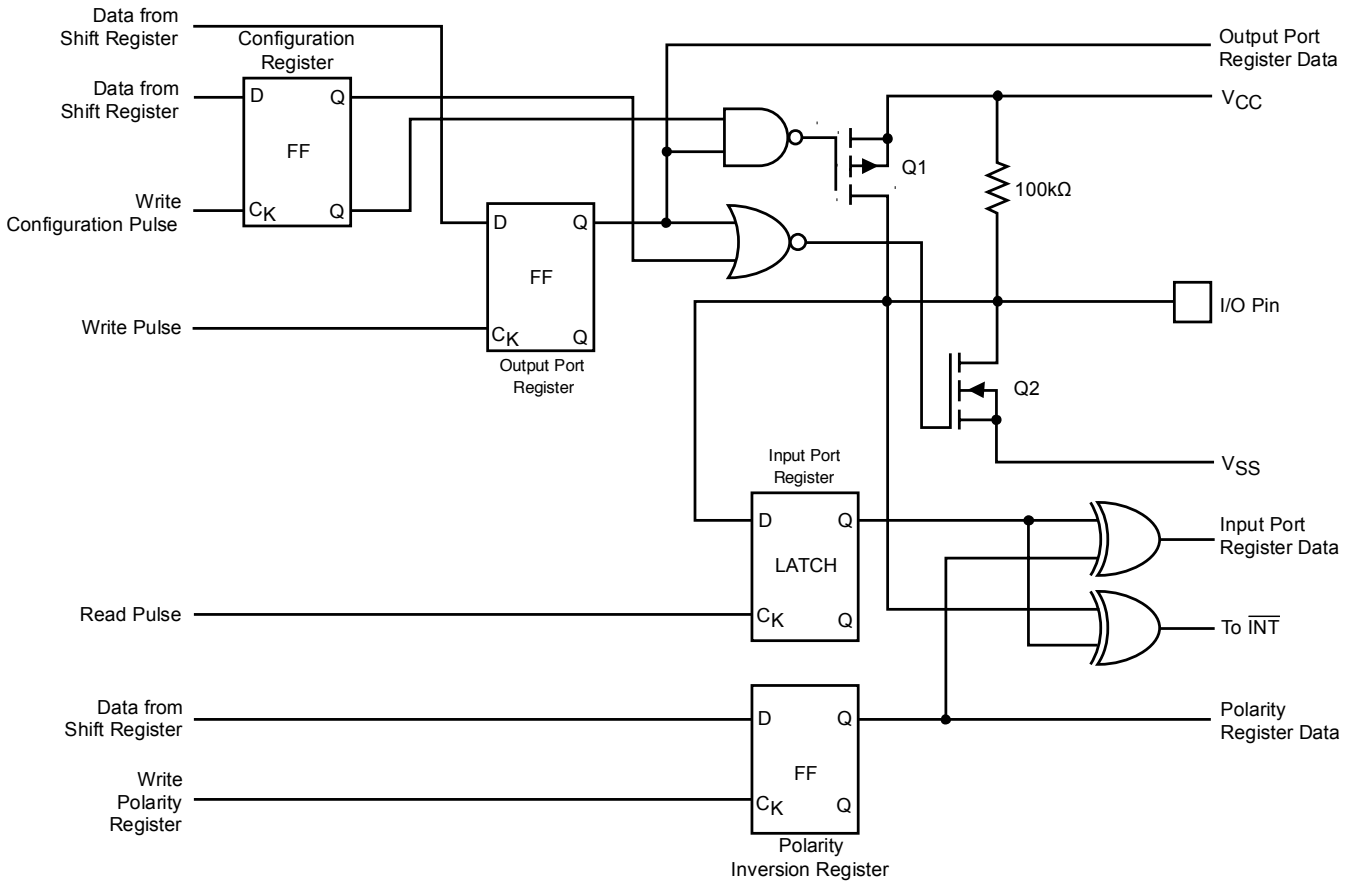 Data from
Shift Register
Configuration
Register
Data from
Shift Register
D
Q
FF
Write
Configuration Pulse
CK
Q
D
Q
FF
Write Pulse
CK
Q
Output Port
Register
Output Port
Register Data
VCC
Q1
100kΩ
I/O Pin
Q2
VSS
Input Port
Register
D
Q
LATCH
Read Pulse
CK
Q
Input Port
Register Data
To INT
Data from
Shift Register
D
Q
FF
Write
Polarity
Register
CK
Q
Polarity
Inversion Register
Polarity
Register Data